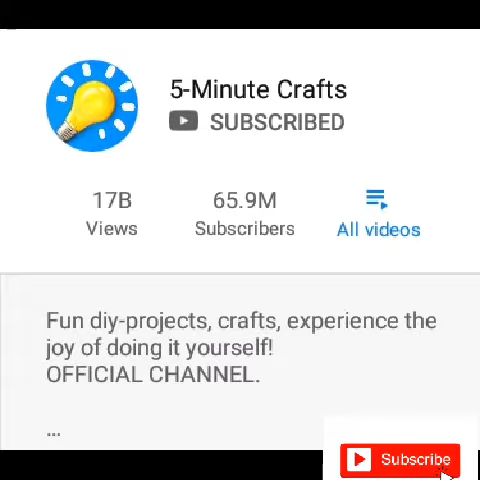 5-Minute Crafts
SUBSCRIBED
17B 65.9M
Views Subscribers All videos
Fun diy-projects, crafts, experience the
joy of doing it yourself!
OFFICIAL CHANNEL.
...
Subscribe